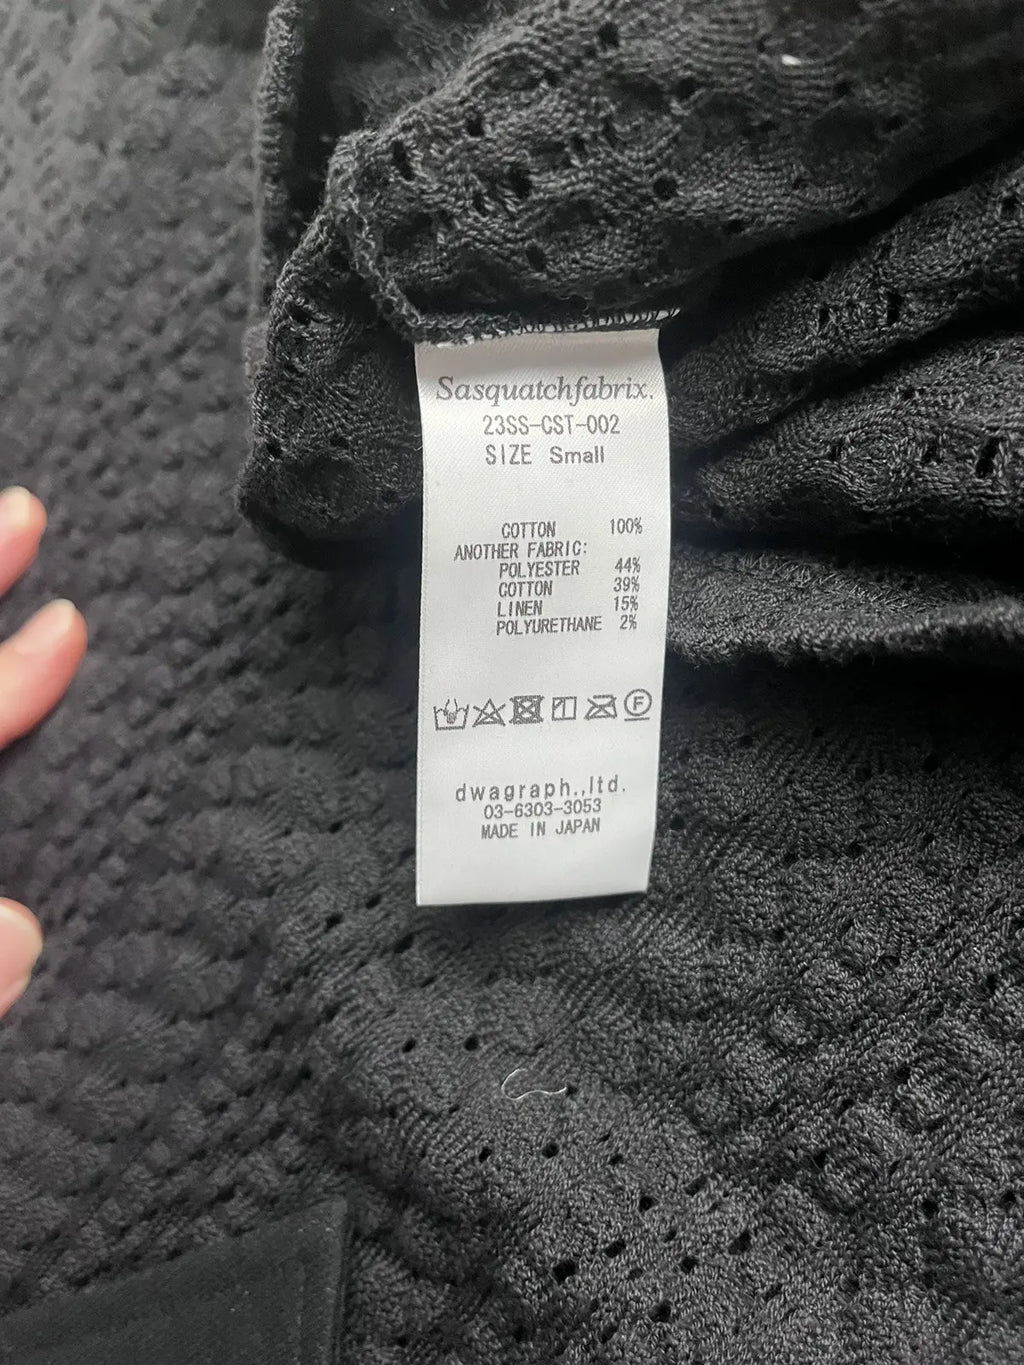 Sasquatchfabrix.
23SS-CST-002
SIZE Small
COTTON 100%
ANOTHER FABRIC:
POLYESTER 44%
COTTON 39%
LINEN 15%
POLYURETHANE 2%
F
dwagraph.,ltd.
03-6303-3053
MADE IN JAPAN